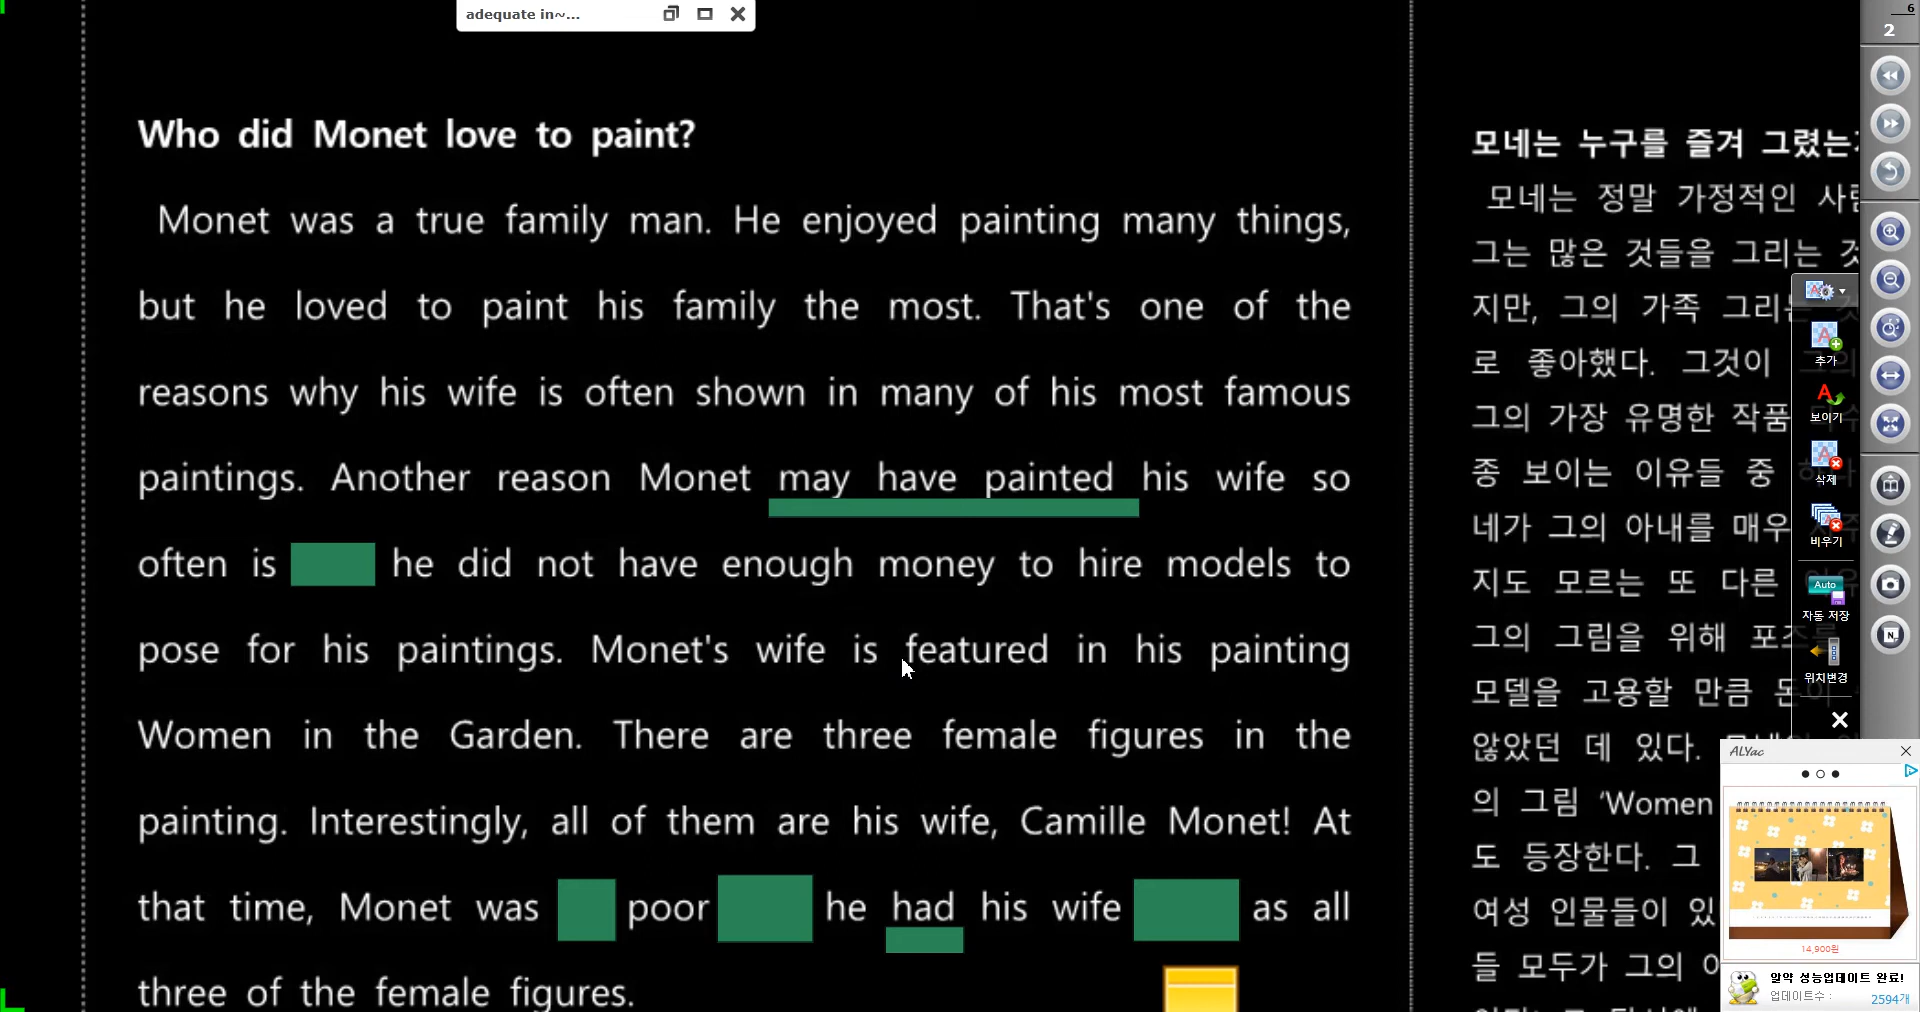 adequate in~...
6
2
Who did Monet love to paint?
Monet was a true family man. He enjoyed painting many things,
but he loved to paint his family the most. That's one of the
reasons why his wife is often shown in many of his most famous
paintings. Another reason Monet may have painted his wife so
often is he did not have enough money to hire models to
pose for his paintings. Monet's wife is featured in his painting
Women in the Garden. There are three female figures in the
painting. Interestingly, all of them are his wife, Camille Monet! At
that time, Monet was poor he had his wife as all
three of the female figures.
모네는 누구를 즐겨 그렸는
모네는 정말 가정적인
그는 많은 것들을 그리는
지만, 그의 가족
로 좋아했다. 그것이
그의 가장 유명한 작품
종 보이는 이유들 중
네가 그의 아내를 매우
지도 모르는 또 다른
그의 그림을 위해
모델을 고용할 만큼
않았던 데 있다.
의 그림 ‘Women
도 등장한다. 그
여성 인물들이 있
들 모두가 그의
추가
보이기
삭제
비우기
Auto
자동 저장
위치변경
ALYac
14,900원
알약 성능업데이트 완료!
업데이트수 :
2594개